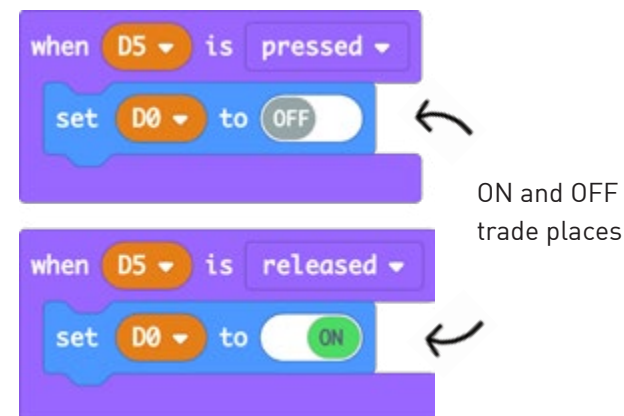 when D5 is pressed
set D0 to OFF
ON and OFF
trade places
when D5 is released
set D0 to ON